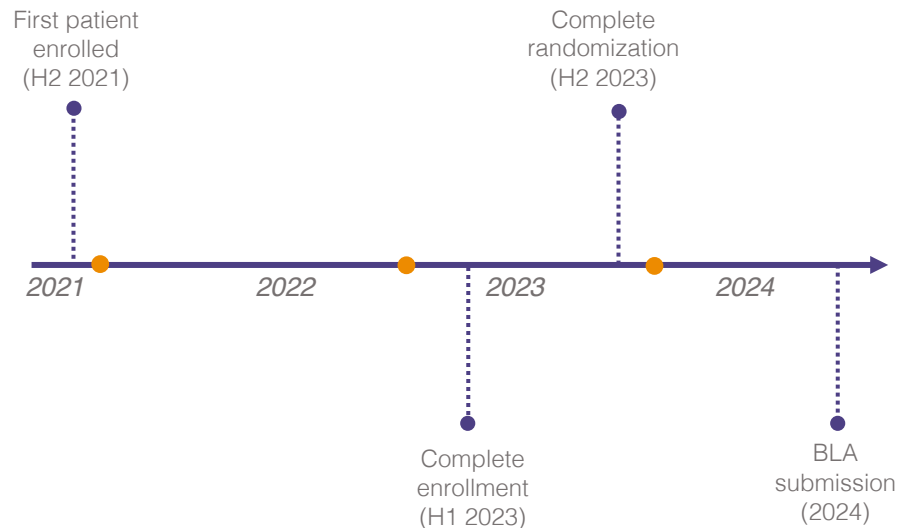 First patient
enrolled
(H2 2021)
Complete
randomization
(H2 2023)
2021
2022
2023
2024
Complete
enrollment
(H1 2023)
BLA
submission
(2024)